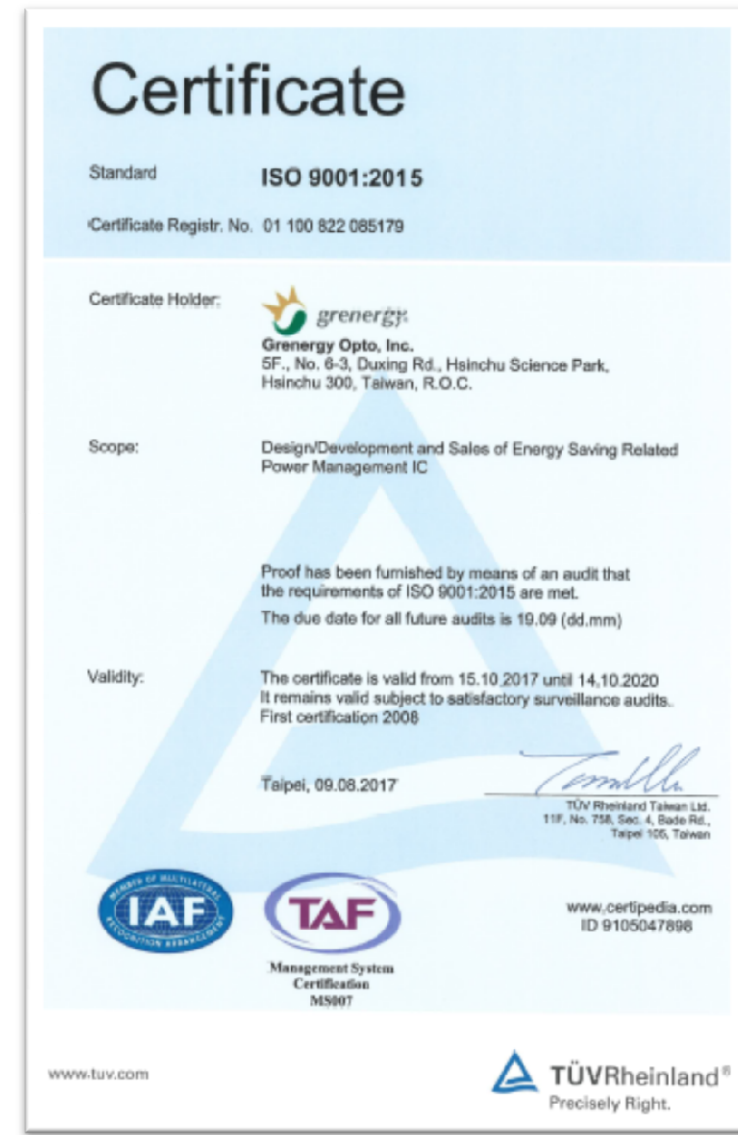 Certificate
Standard ISO 9001:2015
Certificate Registr. No. 01 100 822 085179
Certificate Holder:
grenergy
Grenergy Opto, Inc.
5F., No. 6-3, Duxing Rd., Hsinchu Science Park,
Hsinchu 300, Taiwan, R.O.C.
Scope: Design/Development and Sales of Energy Saving Related
Power Management IC
Proof has been furnished by means of an audit that
the requirements of ISO 9001:2015 are met.
The due date for all future audits is 19.09 (dd.mm)
Validity: The certificate is valid from 15.10.2017 until 14.10.2020
It remains valid subject to satisfactory surveillance audits.
First certification 2008
Taipei, 09.08.2017
TÜV Rheinland Taiwan Ltd.
11F, No. 758, Sec. 4, Bade Rd.,
Taipei 105, Taiwan
MEMBER OF MULTILATERAL
IAF
RECOGNITION ARRANGEMENT
TAF
Management System
Certification
MS007
www.certipedia.com
ID 9105047898
www.tuv.com
TÜVRheinland®
Precisely Right.